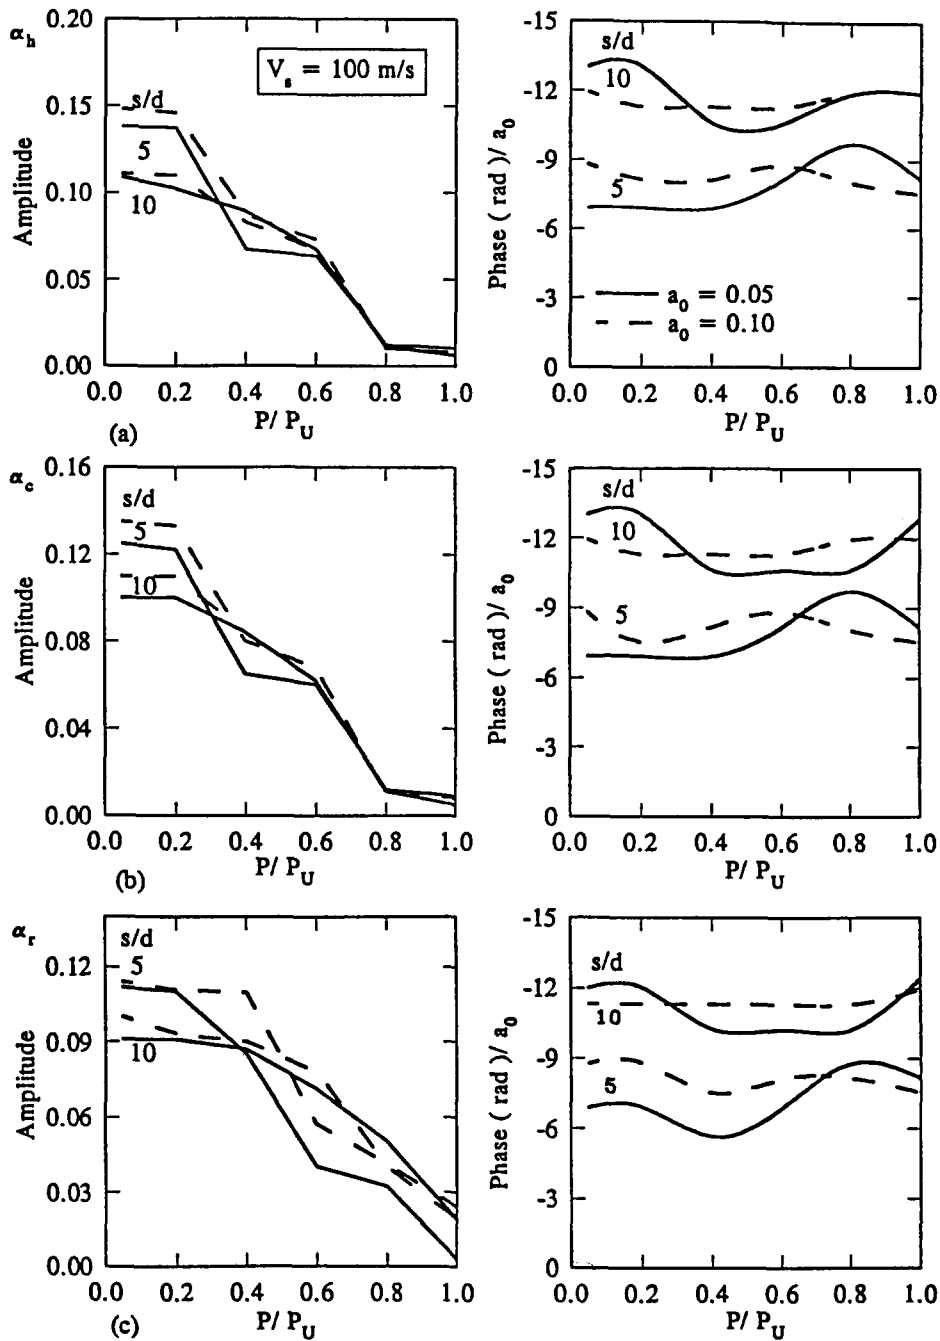 α_h
0.20
0.15
0.10
0.05
0.00
Amplitude
V_s = 100 m/s
s/d
5
10
0.0 0.2 0.4 0.6 0.8 1.0
P/ P_U
(a)
-15
-12
-9
-6
-3
0
Phase ( rad )/ a_0
s/d
10
5
a_0 = 0.05
a_0 = 0.10
0.0 0.2 0.4 0.6 0.8 1.0
P/ P_U
α_c
0.16
0.12
0.08
0.04
0.00
Amplitude
s/d
5
10
0.0 0.2 0.4 0.6 0.8 1.0
P/ P_U
(b)
-15
-12
-9
-6
-3
0
Phase ( rad )/ a_0
s/d
10
5
0.0 0.2 0.4 0.6 0.8 1.0
P/ P_U
α_r
0.12
0.09
0.06
0.03
0.00
Amplitude
s/d
5
10
0.0 0.2 0.4 0.6 0.8 1.0
P/ P_U
(c)
-15
-12
-9
-6
-3
0
Phase ( rad )/ a_0
s/d
10
5
0.0 0.2 0.4 0.6 0.8 1.0
P/ P_U